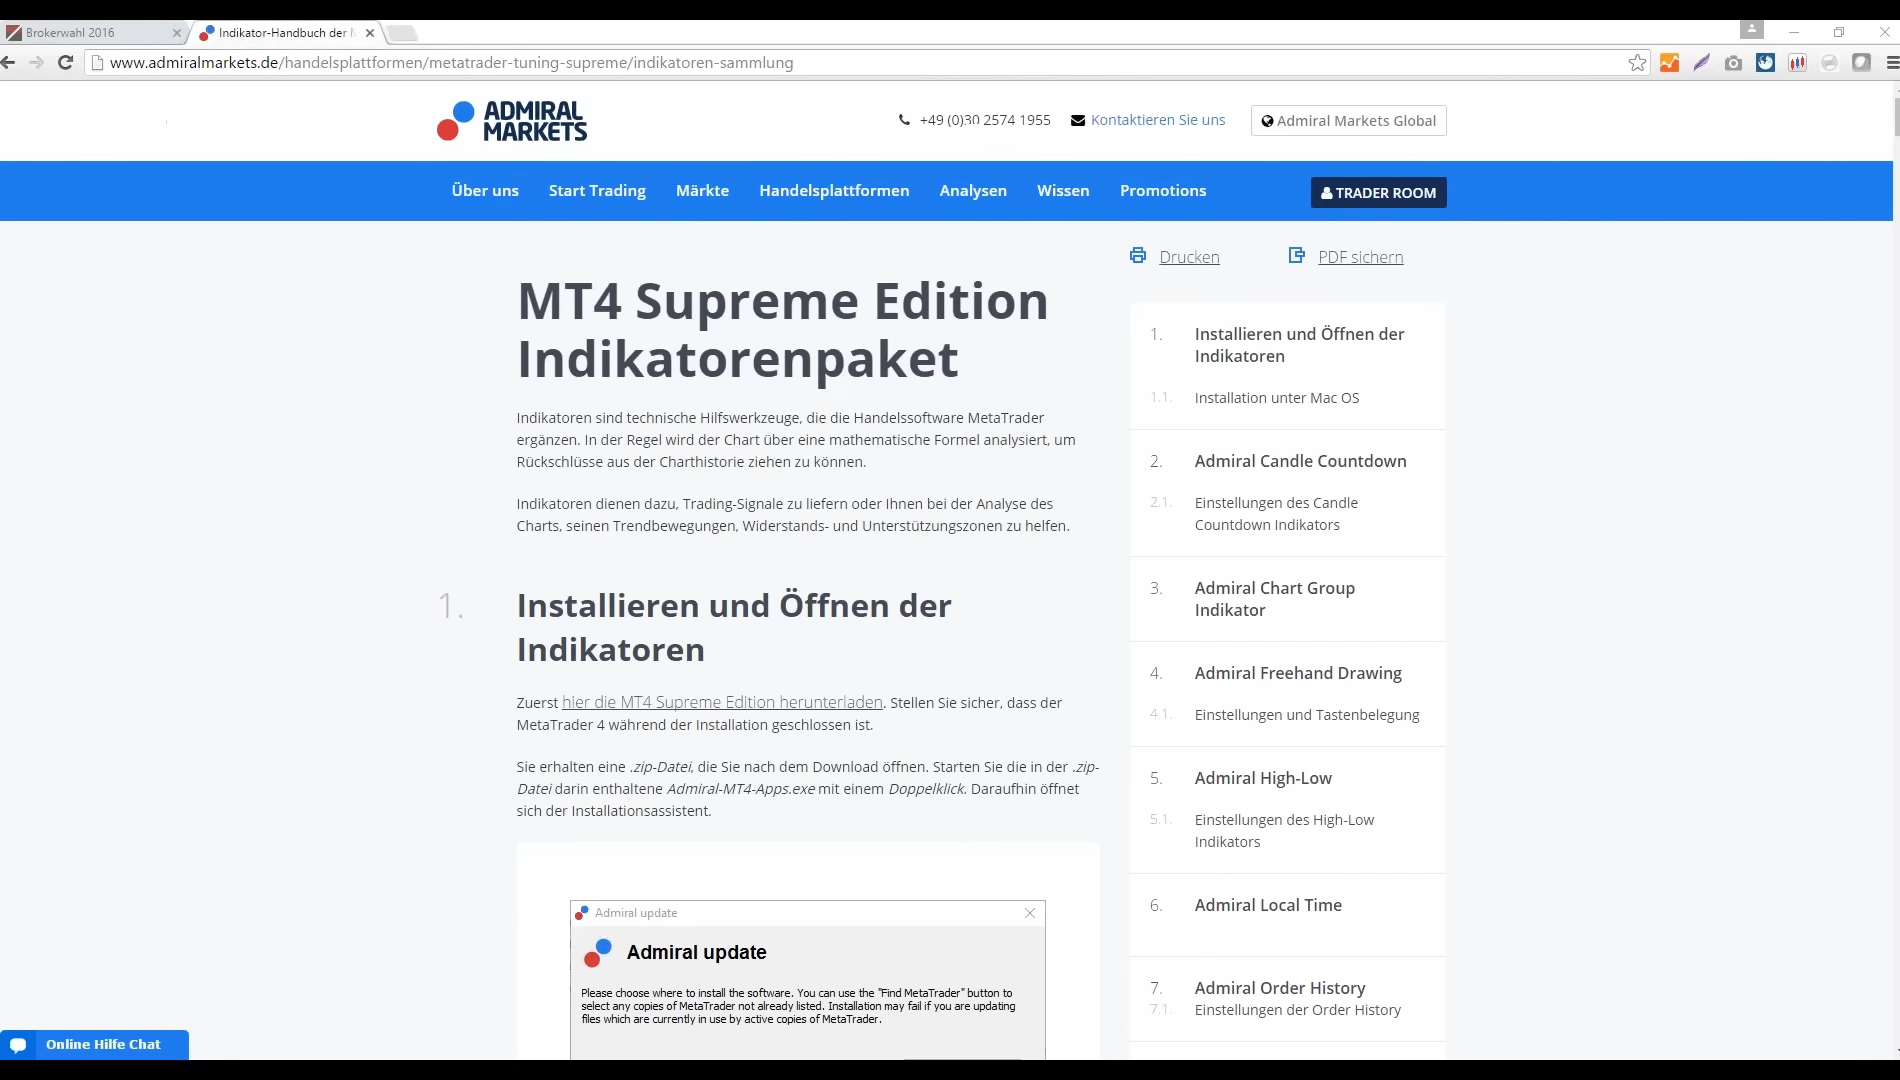 Brokerwahl 2016
Indikator-Handbuch der
www.admiralmarkets.de/handelsplattformen/metatrader-tuning-supreme/indikatoren-sammlung
ADMIRAL
MARKETS
+49 (0)30 2574 1955
Kontaktieren Sie uns
Admiral Markets Global
Über uns
Start Trading
Märkte
Handelsplattformen
Analysen
Wissen
Promotions
TRADER ROOM
Drucken
PDF sichern
MT4 Supreme Edition
Indikatorenpaket
Indikatoren sind technische Hilfswerkzeuge, die die Handelssoftware MetaTrader
ergänzen. In der Regel wird der Chart über eine mathematische Formel analysiert, um
Rückschlüsse aus der Charthistorie ziehen zu können.
Indikatoren dienen dazu, Trading-Signale zu liefern oder Ihnen bei der Analyse des
Charts, seinen Trendbewegungen, Widerstands- und Unterstützungszonen zu helfen.
1. Installieren und Öffnen der
Indikatoren
Zuerst hier die MT4 Supreme Edition herunterladen. Stellen Sie sicher, dass der
MetaTrader 4 während der Installation geschlossen ist.
Sie erhalten eine .zip-Datei, die Sie nach dem Download öffnen. Starten Sie die in der .zip-
Datei darin enthaltene Admiral-MT4-Apps.exe mit einem Doppelklick. Daraufhin öffnet
sich der Installationsassistent.
Admiral update
Admiral update
Please choose where to install the software. You can use the "Find MetaTrader" button to
select any copies of MetaTrader not already listed. Installation may fail if you are updating
files which are currently in use by active copies of MetaTrader.
1. Installieren und Öffnen der
Indikatoren
1.1. Installation unter Mac OS
2. Admiral Candle Countdown
2.1. Einstellungen des Candle
Countdown Indikators
3. Admiral Chart Group
Indikator
4. Admiral Freehand Drawing
4.1. Einstellungen und Tastenbelegung
5. Admiral High-Low
5.1. Einstellungen des High-Low
Indikators
6. Admiral Local Time
7. Admiral Order History
7.1. Einstellungen der Order History
Online Hilfe Chat